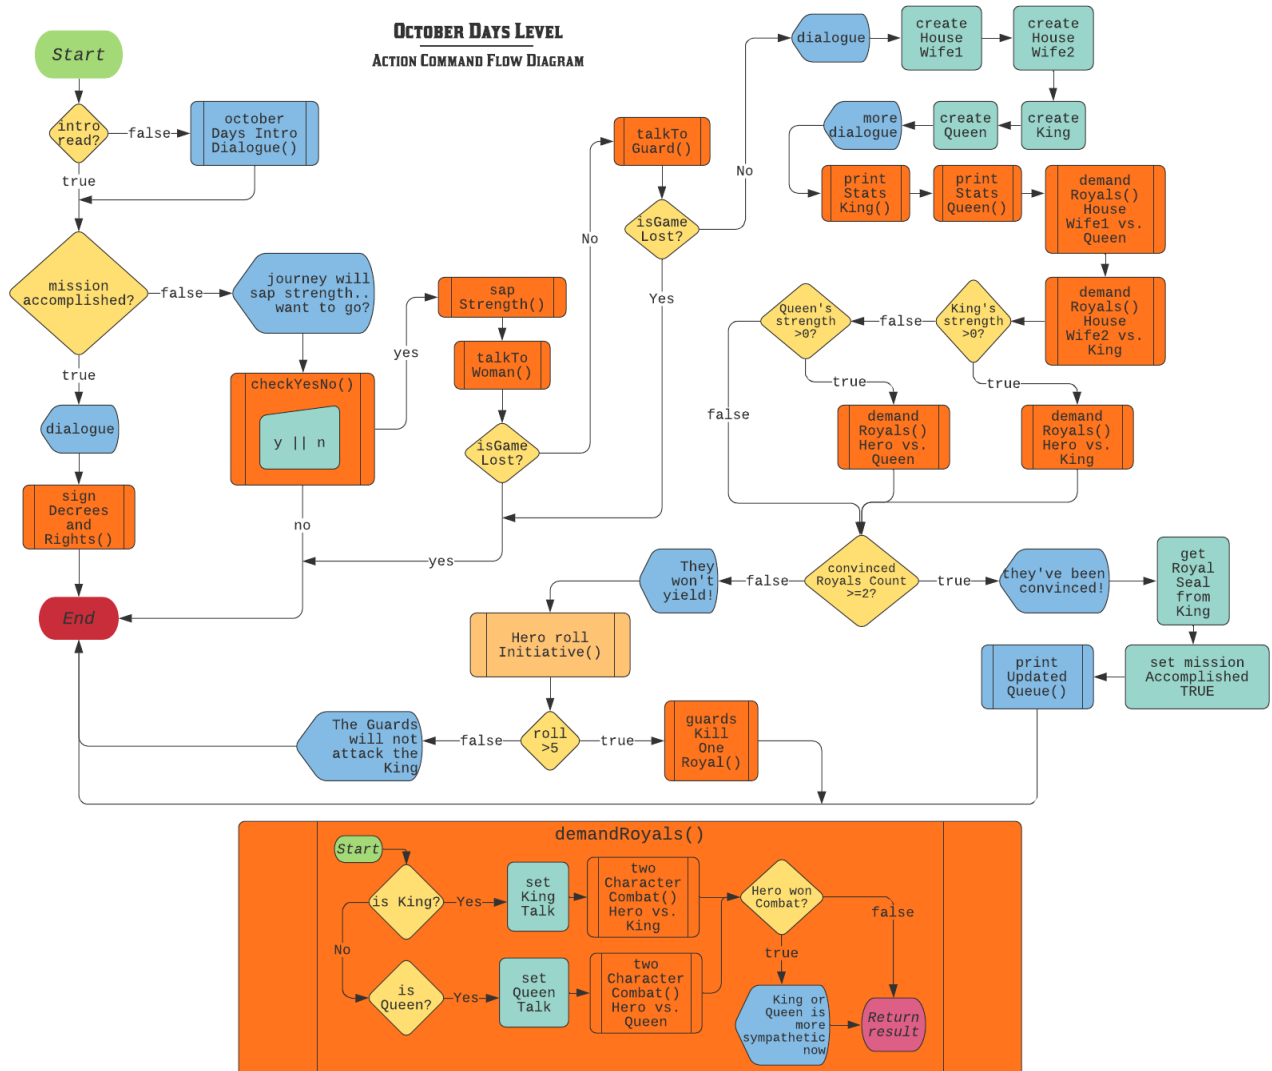 October Days Level
Action Command Flow Diagram
Start
intro
read?
false
october
Days Intro
Dialogue()
true
mission
accomplished?
false
journey will
sap strength..
want to go?
true
dialogue
sign
Decrees
and
Rights()
End
checkYesNo()
y || n
no
yes
sap
Strength()
talkTo
Woman()
isGame
Lost?
yes
No
talkTo
Guard()
isGame
Lost?
Yes
No
dialogue
create
House
Wife1
create
House
Wife2
create
King
create
Queen
more
dialogue
print
Stats
King()
print
Stats
Queen()
demand
Royals()
House
Wife1 vs.
Queen
demand
Royals()
House
Wife2 vs.
King
King's
strength
>0?
false
Queen's
strength
>0?
true
true
false
demand
Royals()
Hero vs.
Queen
demand
Royals()
Hero vs.
King
convinced
Royals Count
>=2?
false
true
They
won't
yield!
they've been
convinced!
get
Royal
Seal
from
King
set mission
Accomplished
TRUE
print
Updated
Queue()
Hero roll
Initiative()
roll
>5
false
true
The Guards
will not
attack the
King
guards
Kill
One
Royal()
demandRoyals()
Start
is King?
Yes
set
King
Talk
two
Character
Combat()
Hero vs.
King
Hero won
Combat?
false
No
true
is
Queen?
Yes
set
Queen
Talk
two
Character
Combat()
Hero vs.
Queen
King or
Queen is
more
sympathetic
now
Return
result